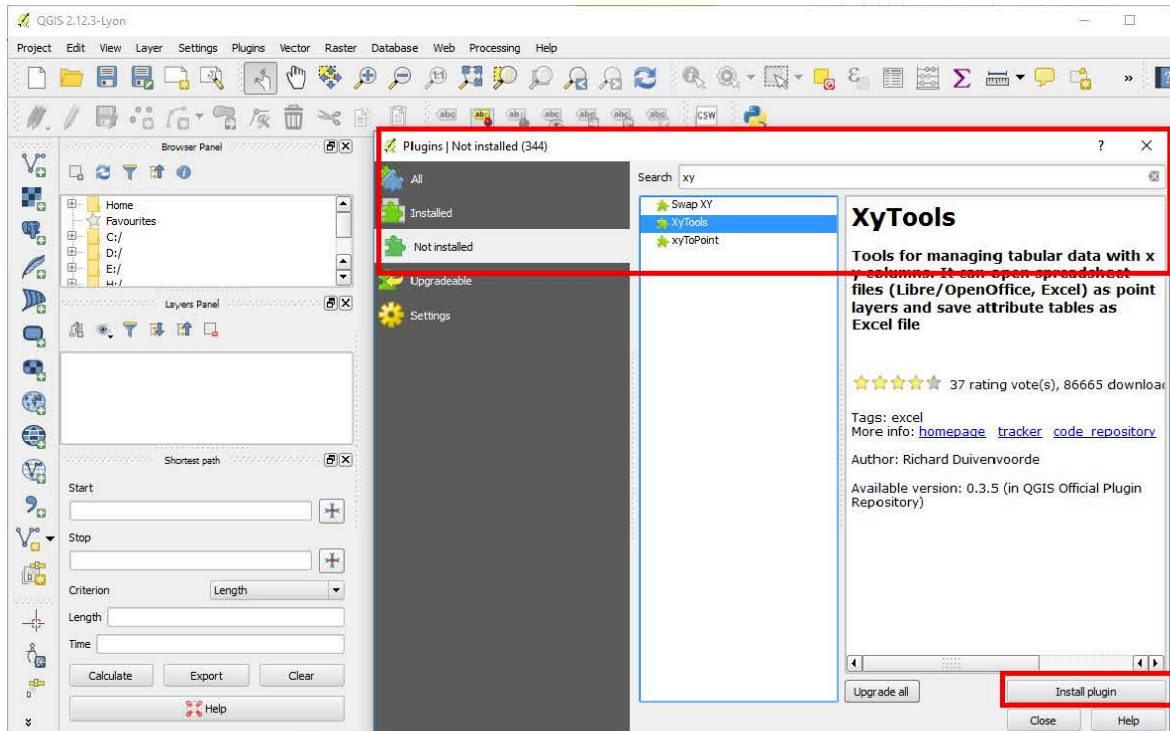 QGIS 2.12.3-Lyon
Project Edit View Layer Settings Plugins Vector Raster Database Web Processing Help
abc
CSW
Browser Panel
Home
Favourites
C:/
D:/
E:/
H:/
Layers Panel
Shortest path
Start
Stop
Criterion Length
Length
Time
Calculate Export Clear
Help
Plugins | Not installed (344)
All
Installed
Not installed
Upgradeable
Settings
Search xy
Swap XY
XyTools
xyToPoint
XyTools
Tools for managing tabular data with x
y columns. It can open spreadsheet
files (Libre/OpenOffice, Excel) as point
layers and save attribute tables as
Excel file
37 rating vote(s), 86665 downloa
Tags: excel
More info: homepage tracker code repository
Author: Richard Duivenvoorde
Available version: 0.3.5 (in QGIS Official Plugin
Repository)
Upgrade all Install plugin
Close Help